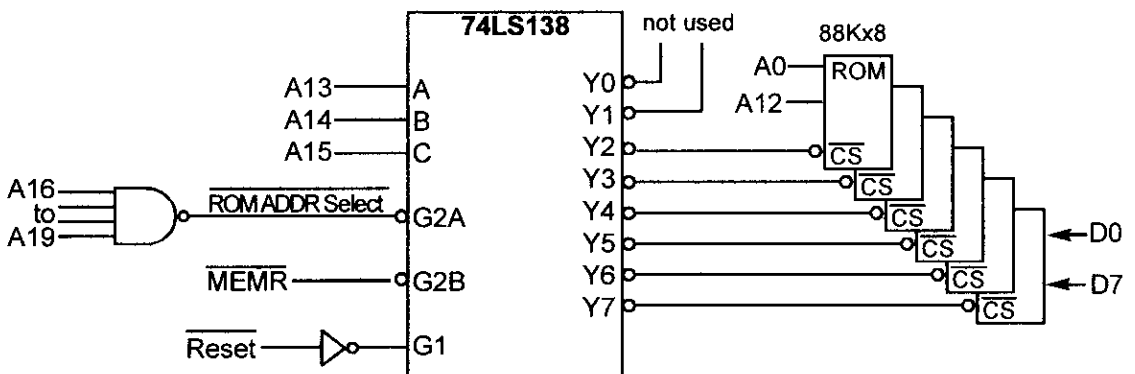 74LS138
not used
88Kx8
A13
A
A14
B
A15
C
A16
to
A19
ROM ADDR Select
G2A
MEMR
G2B
Reset
G1
Y0
Y1
Y2
Y3
Y4
Y5
Y6
Y7
A0
ROM
A12
CS
CS
CS
CS
CS
CS
D0
D7